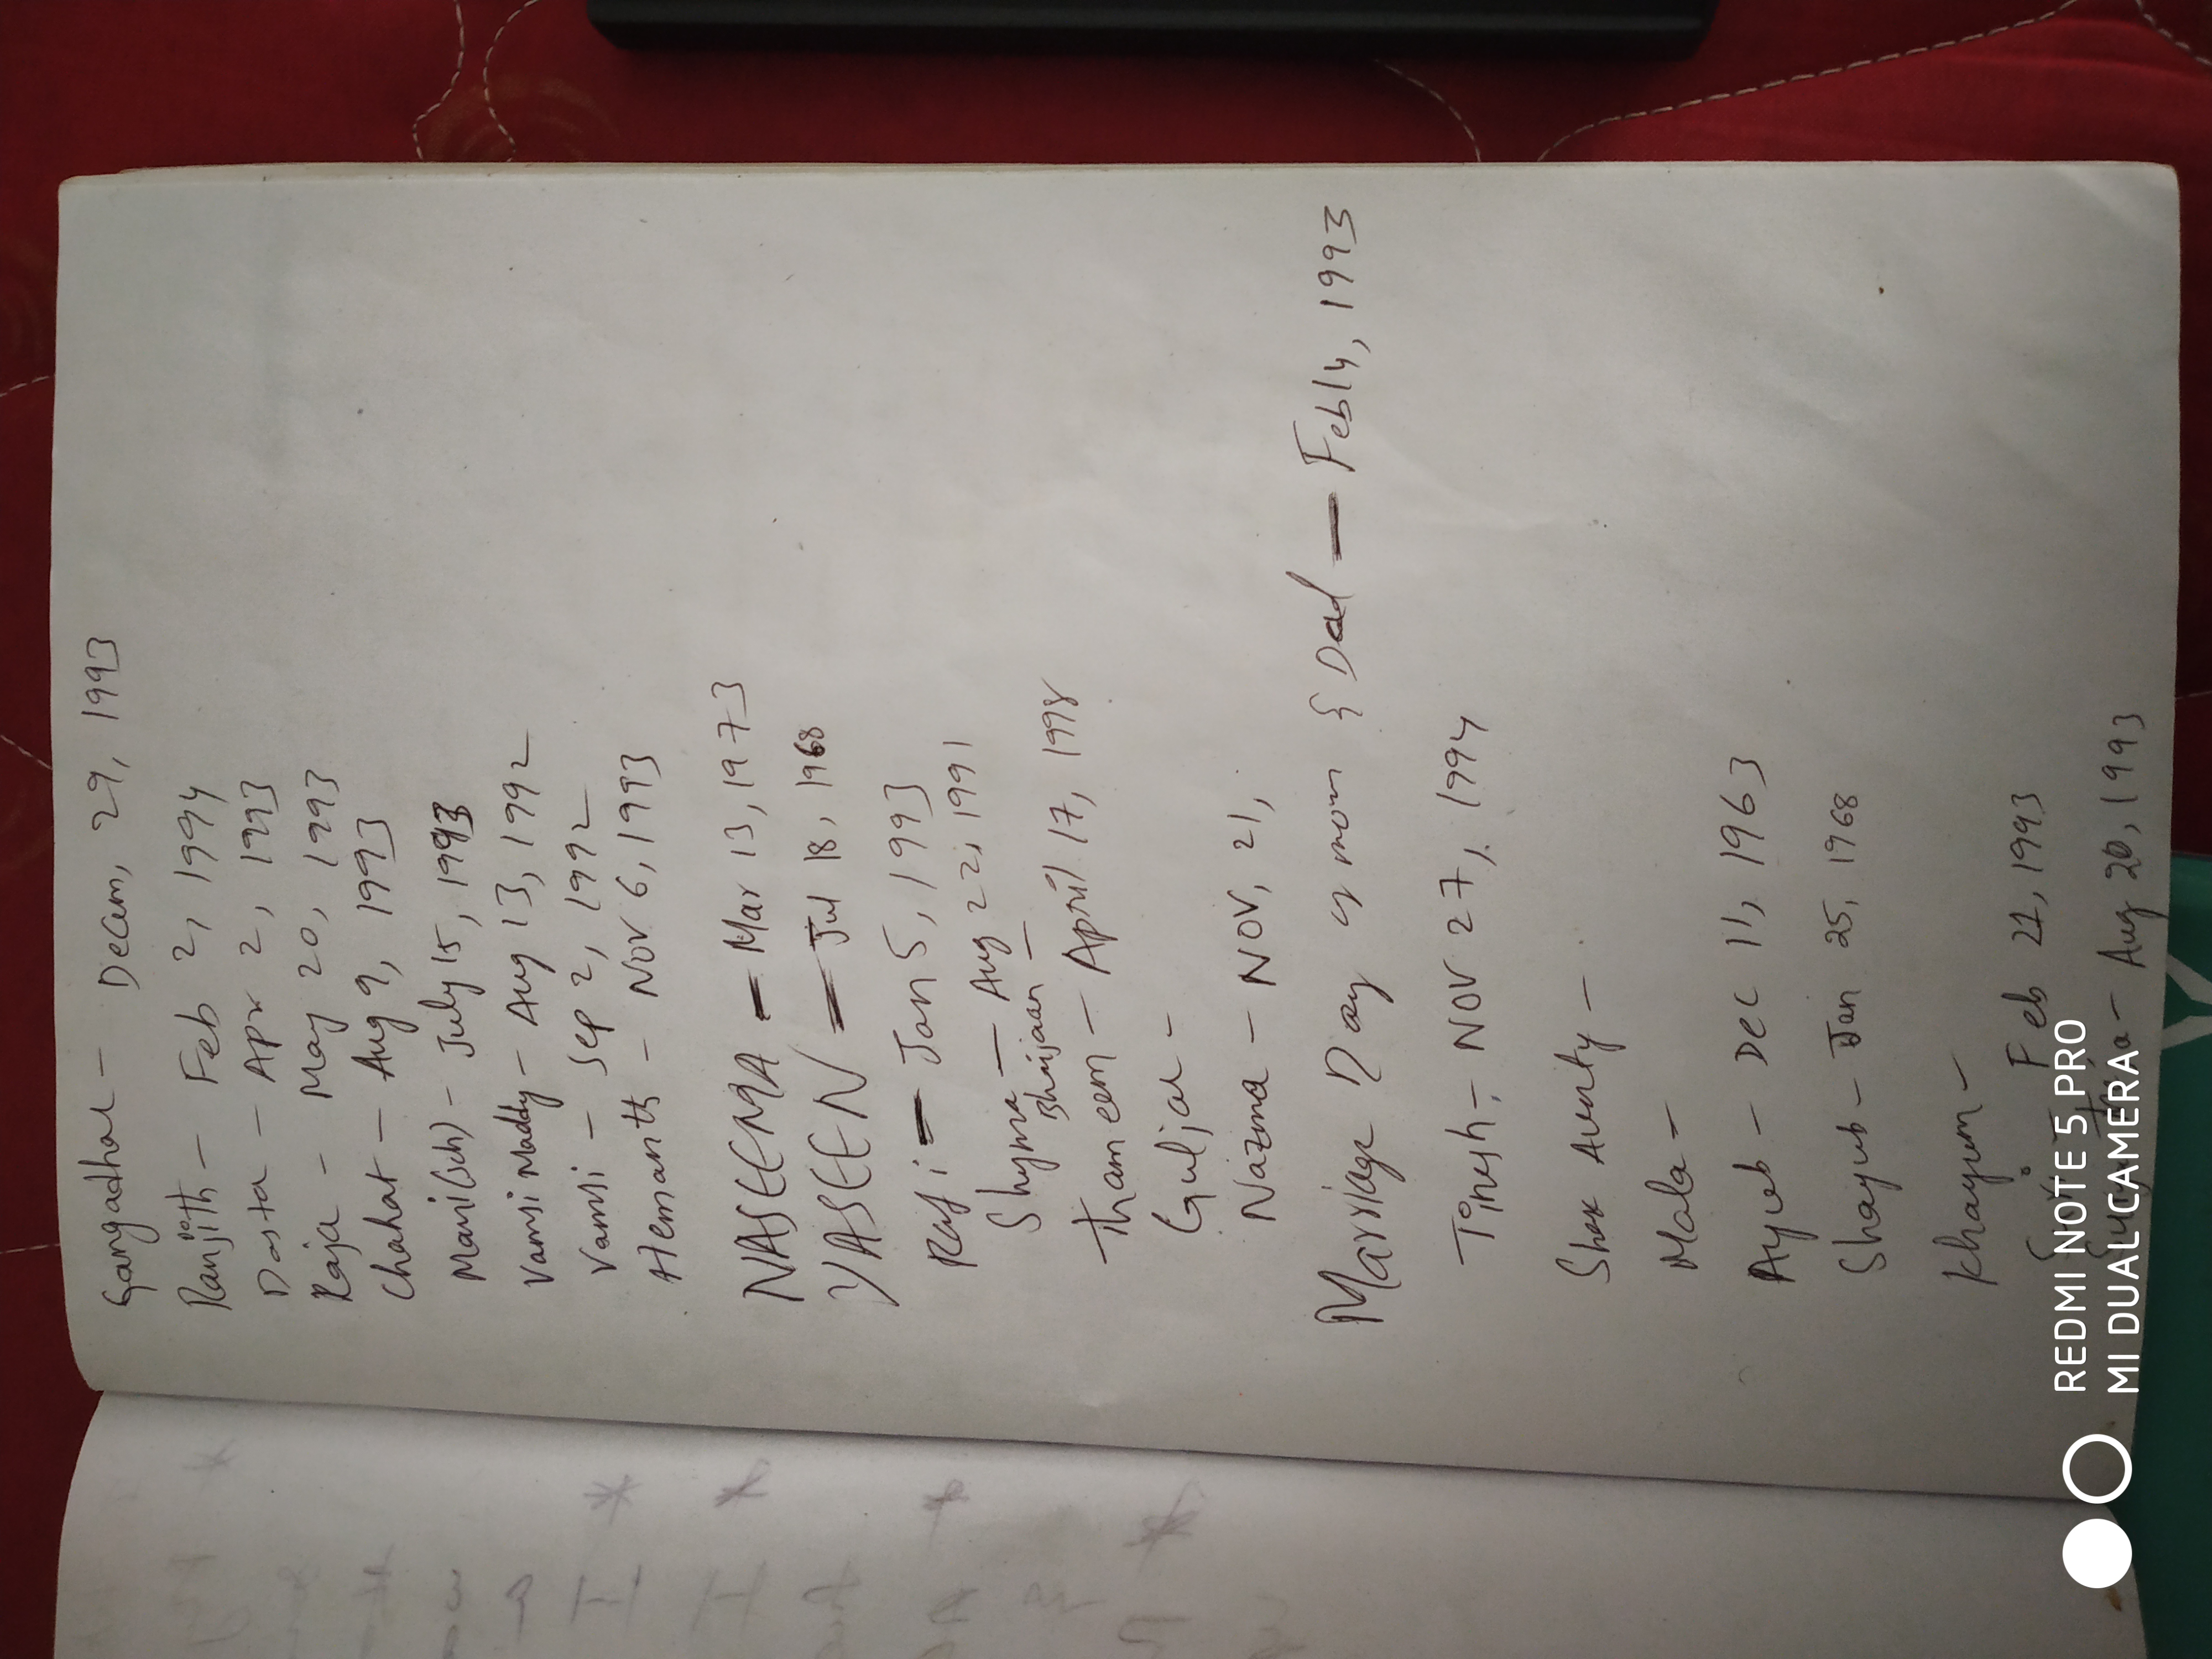 Gangadhar - Decem, 29, 1993
Ranjith - Feb 2, 1994
Dasta - Apr 2, 1993
Raja - May 20, 1993
Chahat - Aug 9, 1993
Mani(sch) - July 15, 1993
Vamsi Maddy - Aug 13, 1992
Vamsi - Sep 2, 1992
Hemanth - NOV 6, 1993
NASEEMA - Mar 13, 1973
YASEEN - Jul 18, 1968
Rafi - Jan 5, 1993
Shyma - Aug 22, 1991
Bhaijaan -
Thameem - April 17, 1998
Guljar -
Nazma - NOV, 21,
Marriage Day of mom & Dad - Feb 14, 1993
Tinesh - NOV 27, 1994
Mala -
Ayub - Dec 11, 1963
Shayub - Jan 25, 1968
Khayum -
Suri - Feb 21, 1993
- Aug 20, 1993
REDMI NOTE 5 PRO
MI DUAL CAMERA